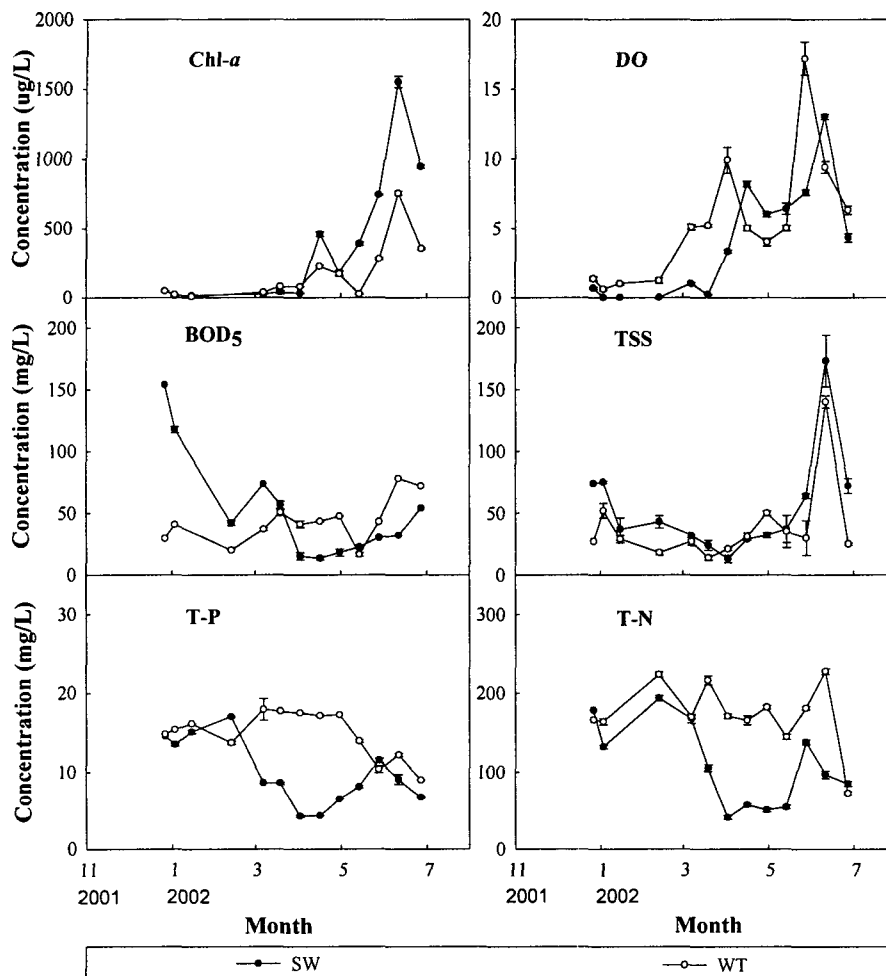 Concentration (ug/L)
2000
1500
1000
500
0
Chl-a
20
15
10
5
0
DO
Concentration (mg/L)
200
150
100
50
0
BOD5
200
150
100
50
0
TSS
Concentration (mg/L)
30
20
10
0
T-P
300
200
100
0
T-N
11 1 3 5 7
2001 2002
Month
11 1 3 5 7
2001 2002
Month
SW WT